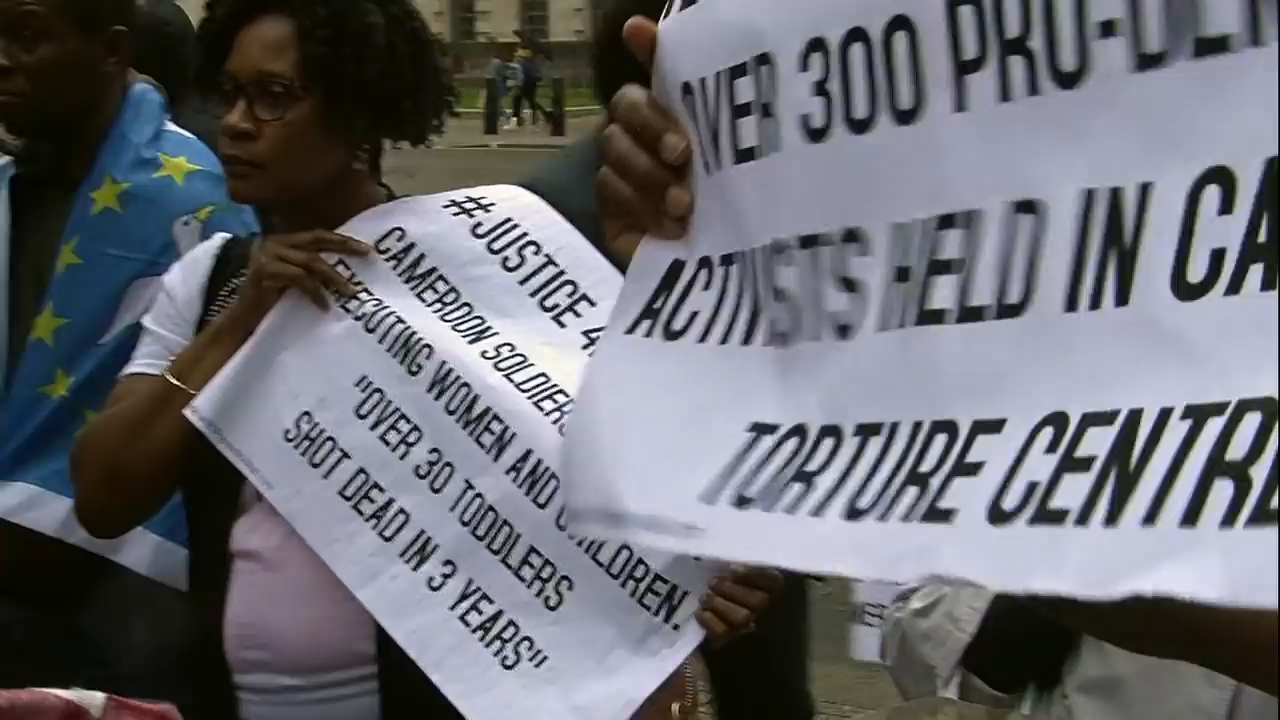 #JUSTICE 4
CAMEROON SOLDIERS
EXECUTING WOMEN AND CHILDREN.
"OVER 30 TODDLERS
SHOT DEAD IN 3 YEARS"
OVER 300 PRO-DEM
ACTIVISTS HELD IN CA
TORTURE CENTRE